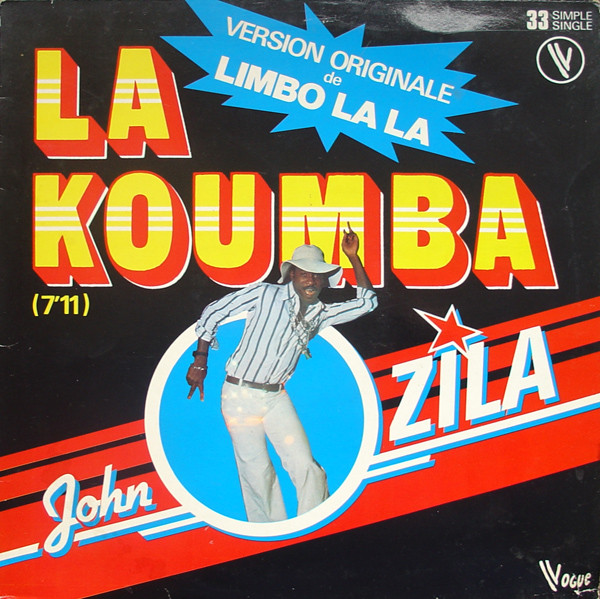 33 SIMPLE
SINGLE
VERSION ORIGINALE
de
LIMBO LA LA
LA
KOUMBA
(7'11)
ZILA
John
Vogue